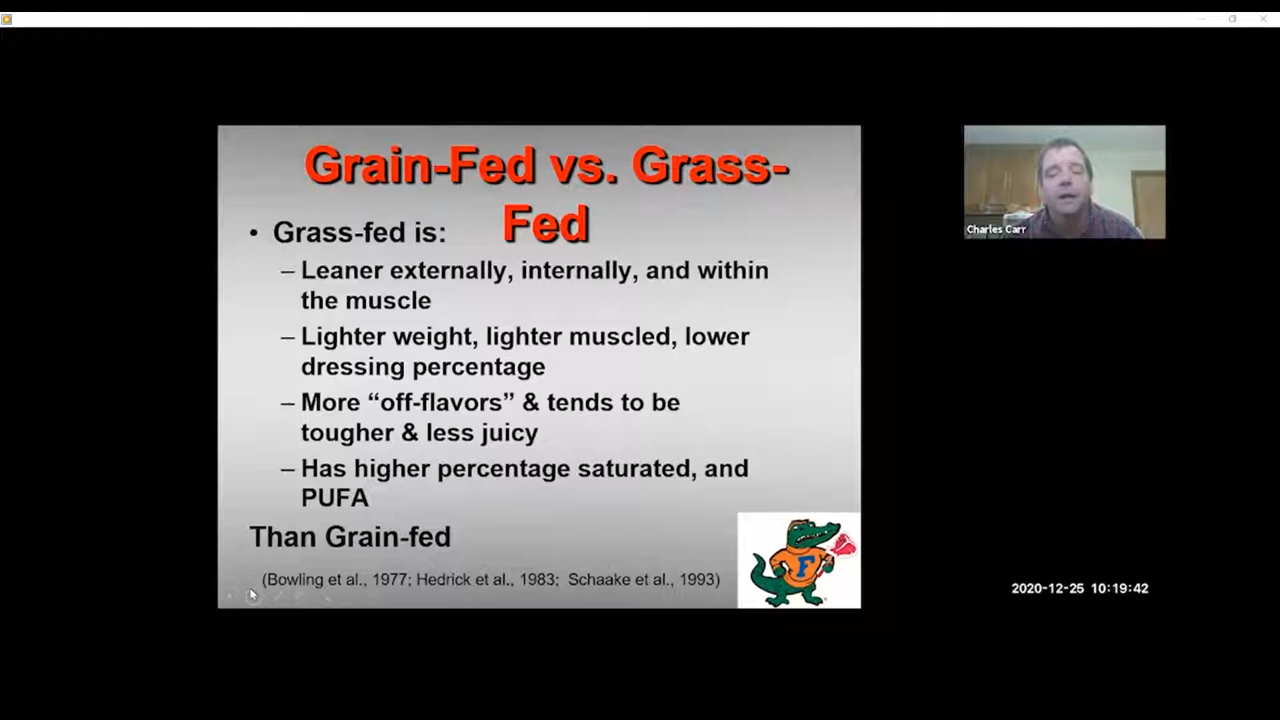 Grain-Fed vs. Grass-
Fed
• Grass-fed is:
– Leaner externally, internally, and within
the muscle
– Lighter weight, lighter muscled, lower
dressing percentage
– More “off-flavors” & tends to be
tougher & less juicy
– Has higher percentage saturated, and
PUFA
Than Grain-fed
(Bowling et al., 1977; Hedrick et al., 1983; Schaake et al., 1993)
F
Charles Carr
2020-12-25 10:19:42